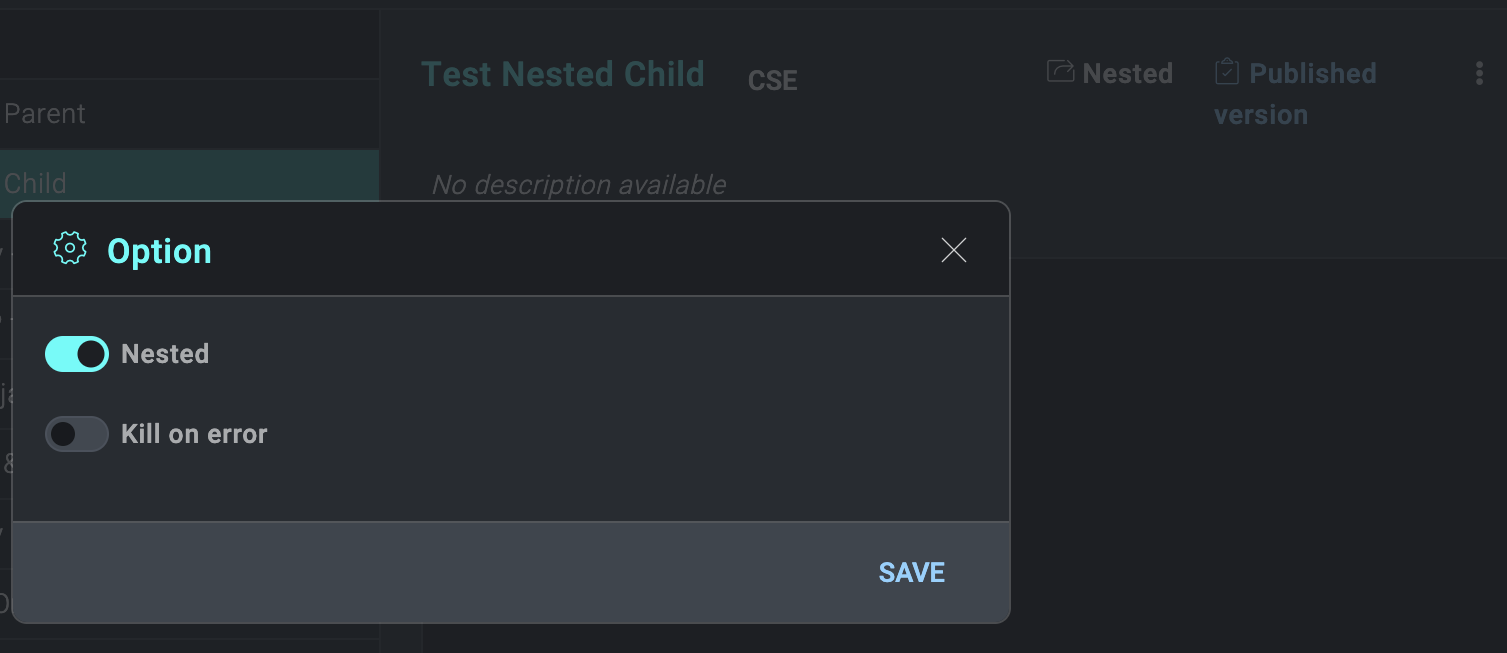 Test Nested Child CSE Nested Published
version
Parent
Child
No description available
Option
Nested
Kill on error
&
SAVE